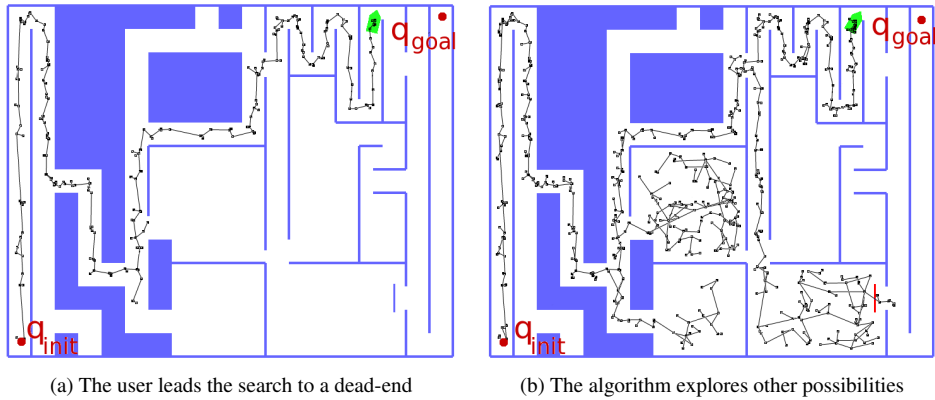 q_goal
q_init
q_goal
q_init
(a) The user leads the search to a dead-end
(b) The algorithm explores other possibilities